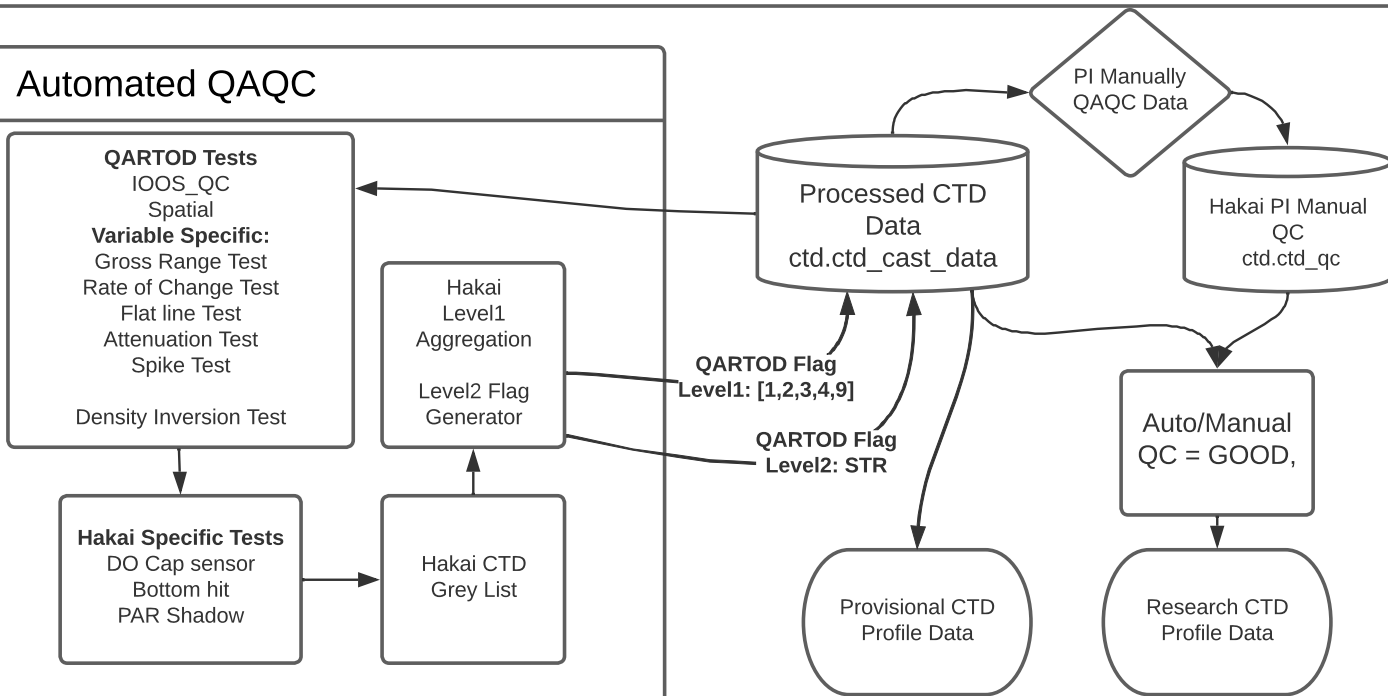 Automated QAQC
QARTOD Tests
IOOS_QC
Spatial
Variable Specific:
Gross Range Test
Rate of Change Test
Flat line Test
Attenuation Test
Spike Test
Density Inversion Test
Hakai Specific Tests
DO Cap sensor
Bottom hit
PAR Shadow
Hakai CTD
Grey List
Hakai
Level1
Aggregation
Level2 Flag
Generator
QARTOD Flag
Level1: [1,2,3,4,9]
QARTOD Flag
Level2: STR
Processed CTD
Data
ctd.ctd_cast_data
PI Manually
QAQC Data
Hakai PI Manual
QC
ctd.ctd_qc
Auto/Manual
QC = GOOD,
Provisional CTD
Profile Data
Research CTD
Profile Data